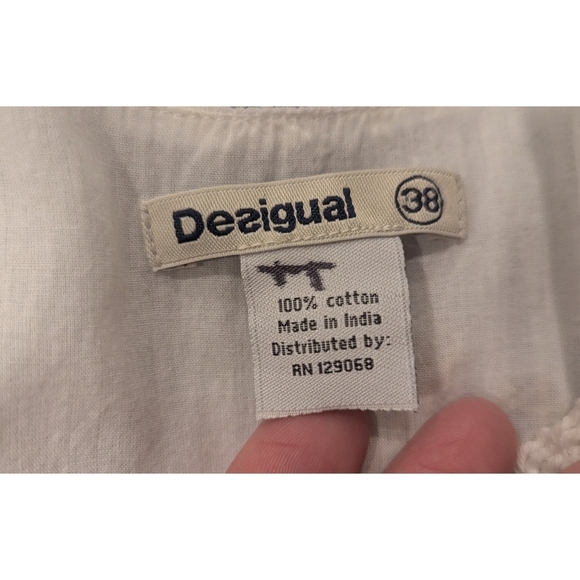 Desigual 38
100% cotton
Made in India
Distributed by:
RN 129068